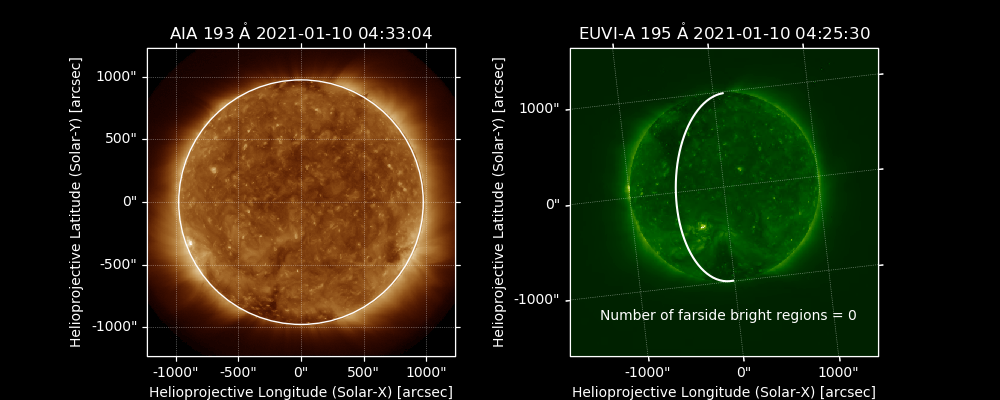 AIA 193 Å 2021-01-10 04:33:04
Helioprojective Latitude (Solar-Y) [arcsec]
1000"
500"
0"
-500"
-1000"
-1000" -500" 0" 500" 1000"
Helioprojective Longitude (Solar-X) [arcsec]
EUVI-A 195 Å 2021-01-10 04:25:30
Helioprojective Latitude (Solar-Y) [arcsec]
1000"
0"
-1000"
Number of farside bright regions = 0
-1000" 0" 1000"
Helioprojective Longitude (Solar-X) [arcsec]